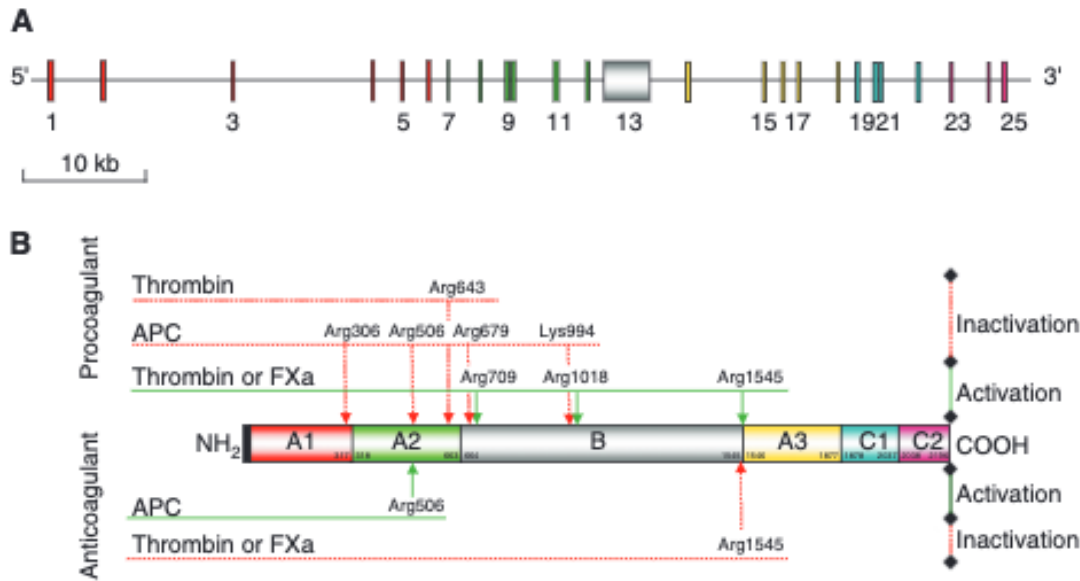 A
5' 3'
1 3 5 7 9 11 13 15 17 19 21 23 25
10 kb
B
Procoagulant
Thrombin Arg643
APC Arg306 Arg506 Arg679 Lys994
Inactivation
Thrombin or FXa Arg709 Arg1018 Arg1545
Activation
NH2 A1 A2 B A3 C1 C2 COOH
Anticoagulant
APC Arg506
Activation
Thrombin or FXa Arg1545
Inactivation